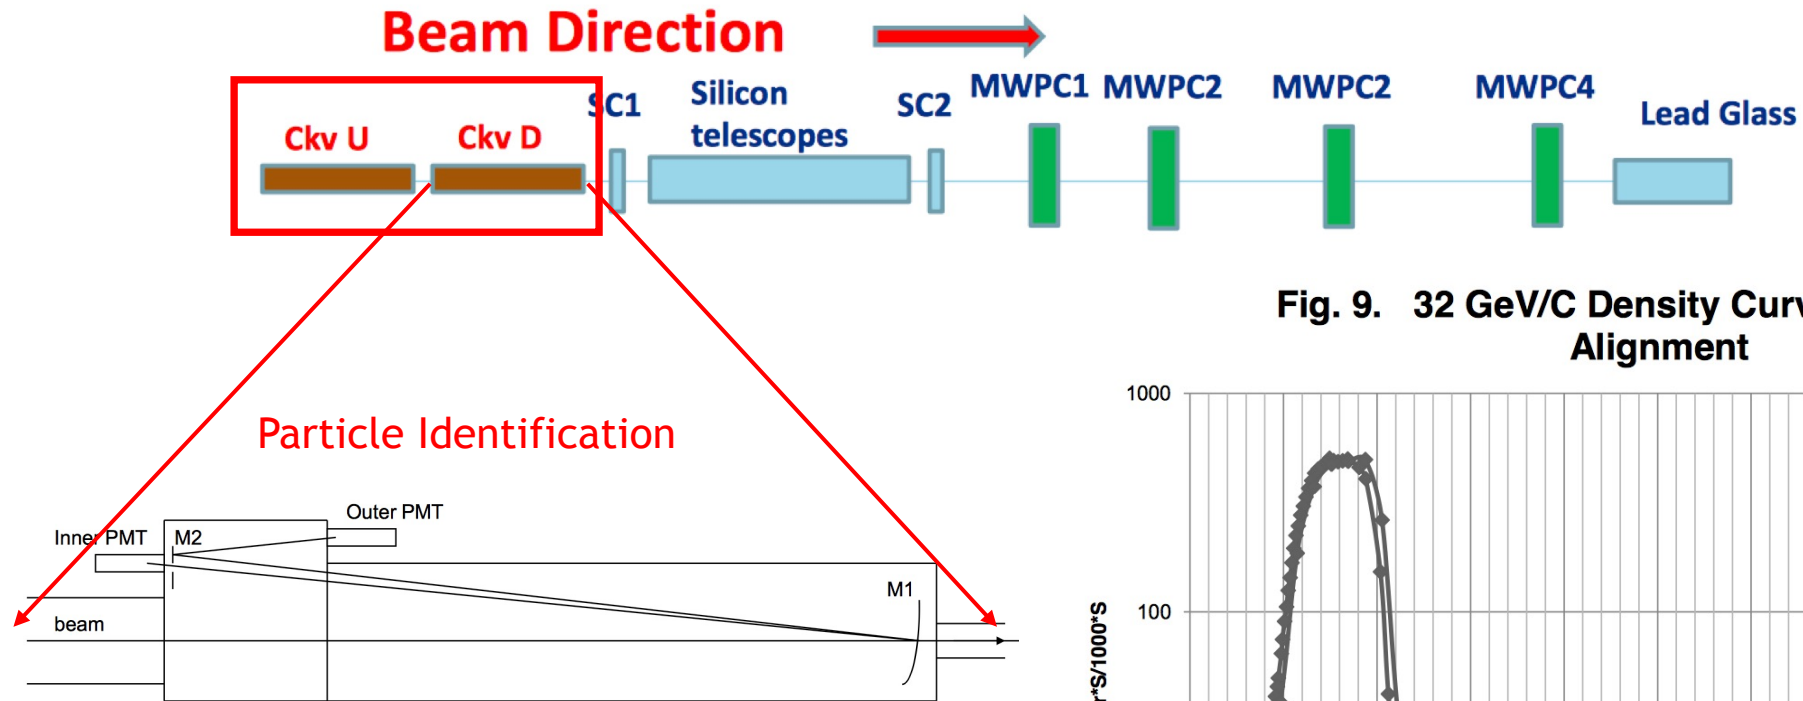 Beam Direction
Ckv U
Ckv D
SC1
Silicon
telescopes
SC2
MWPC1
MWPC2
MWPC2
MWPC4
Lead Glass
Fig. 9. 32 GeV/C Density Curv
Alignment
Particle Identification
Inner PMT
M2
Outer PMT
beam
M1
1000
100
r*S/1000*S